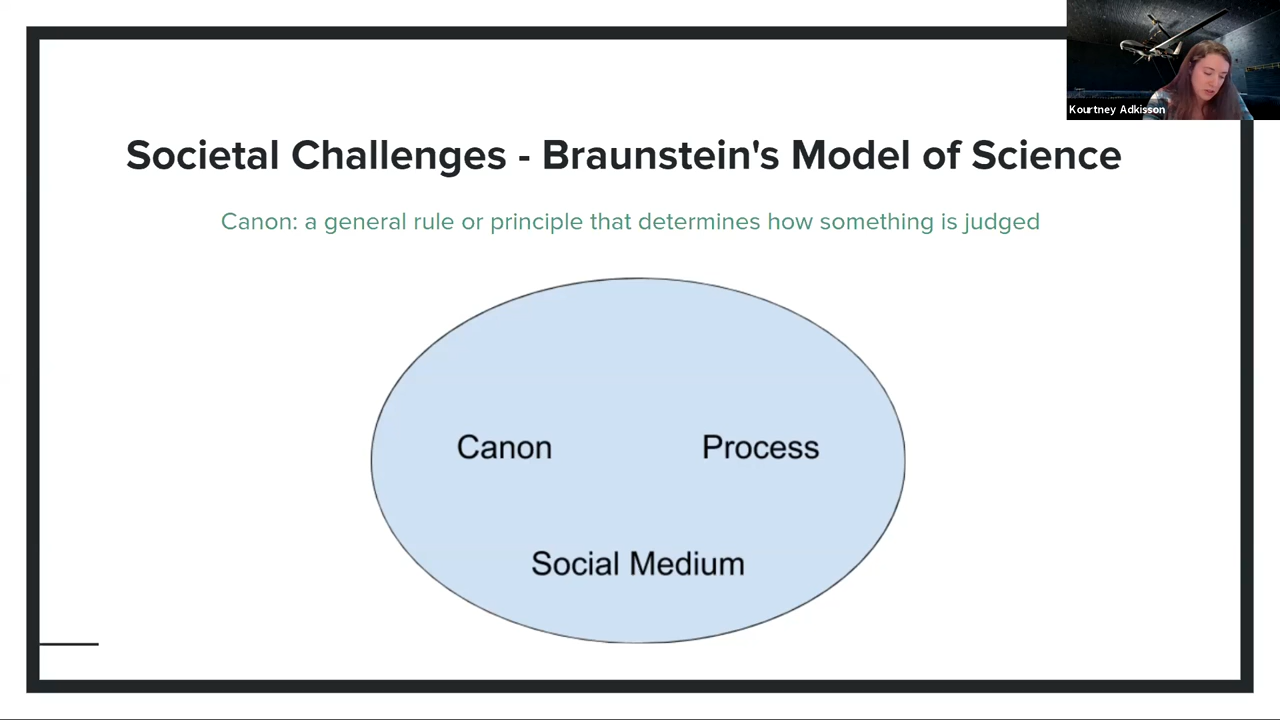 Kourtney Adkisson
Societal Challenges - Braunstein's Model of Science
Canon: a general rule or principle that determines how something is judged
Canon
Process
Social Medium